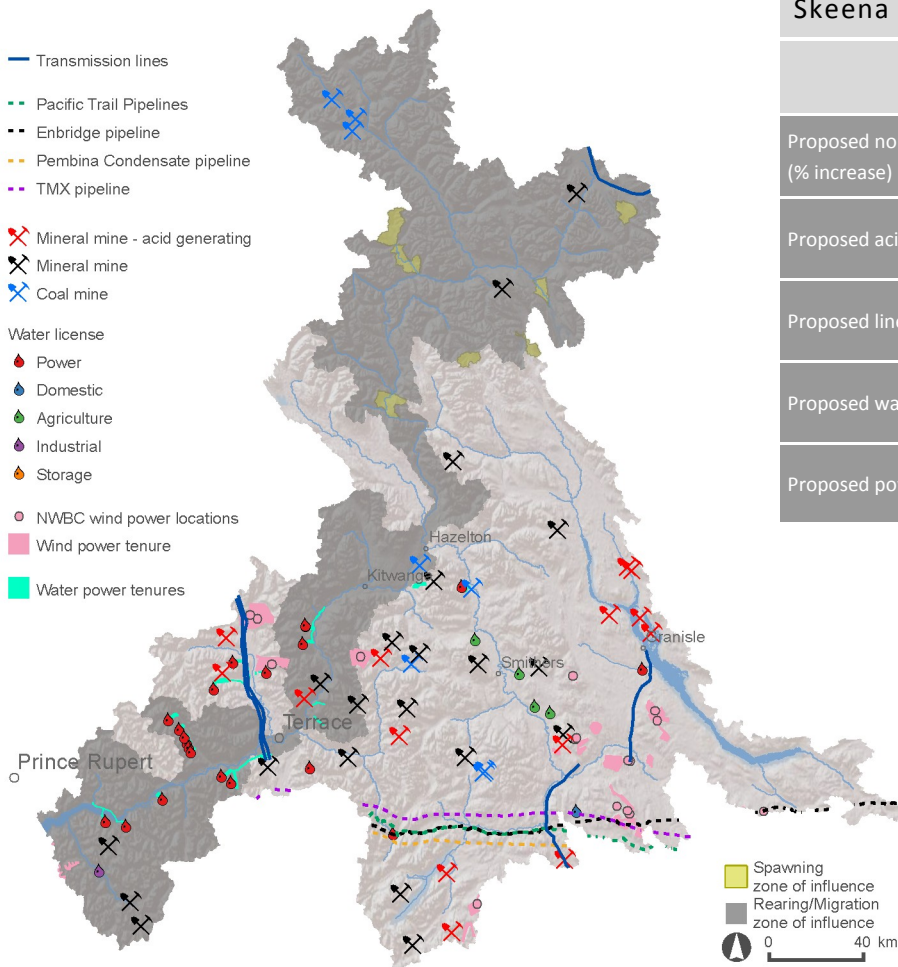 Skeena
Transmission lines
Pacific Trail Pipelines
Enbridge pipeline
Pembina Condensate pipeline
TMX pipeline
Mineral mine - acid generating
Mineral mine
Coal mine
Water license
Power
Domestic
Agriculture
Industrial
Storage
NWBC wind power locations
Wind power tenure
Water power tenures
Proposed no
(% increase)
Proposed aci
Proposed line
Proposed wa
Proposed po
Hazelton
Kitwang
Granisle
Smithers
Terrace
Prince Rupert
Spawning
zone of influence
Rearing/Migration
zone of influence
0 40 km